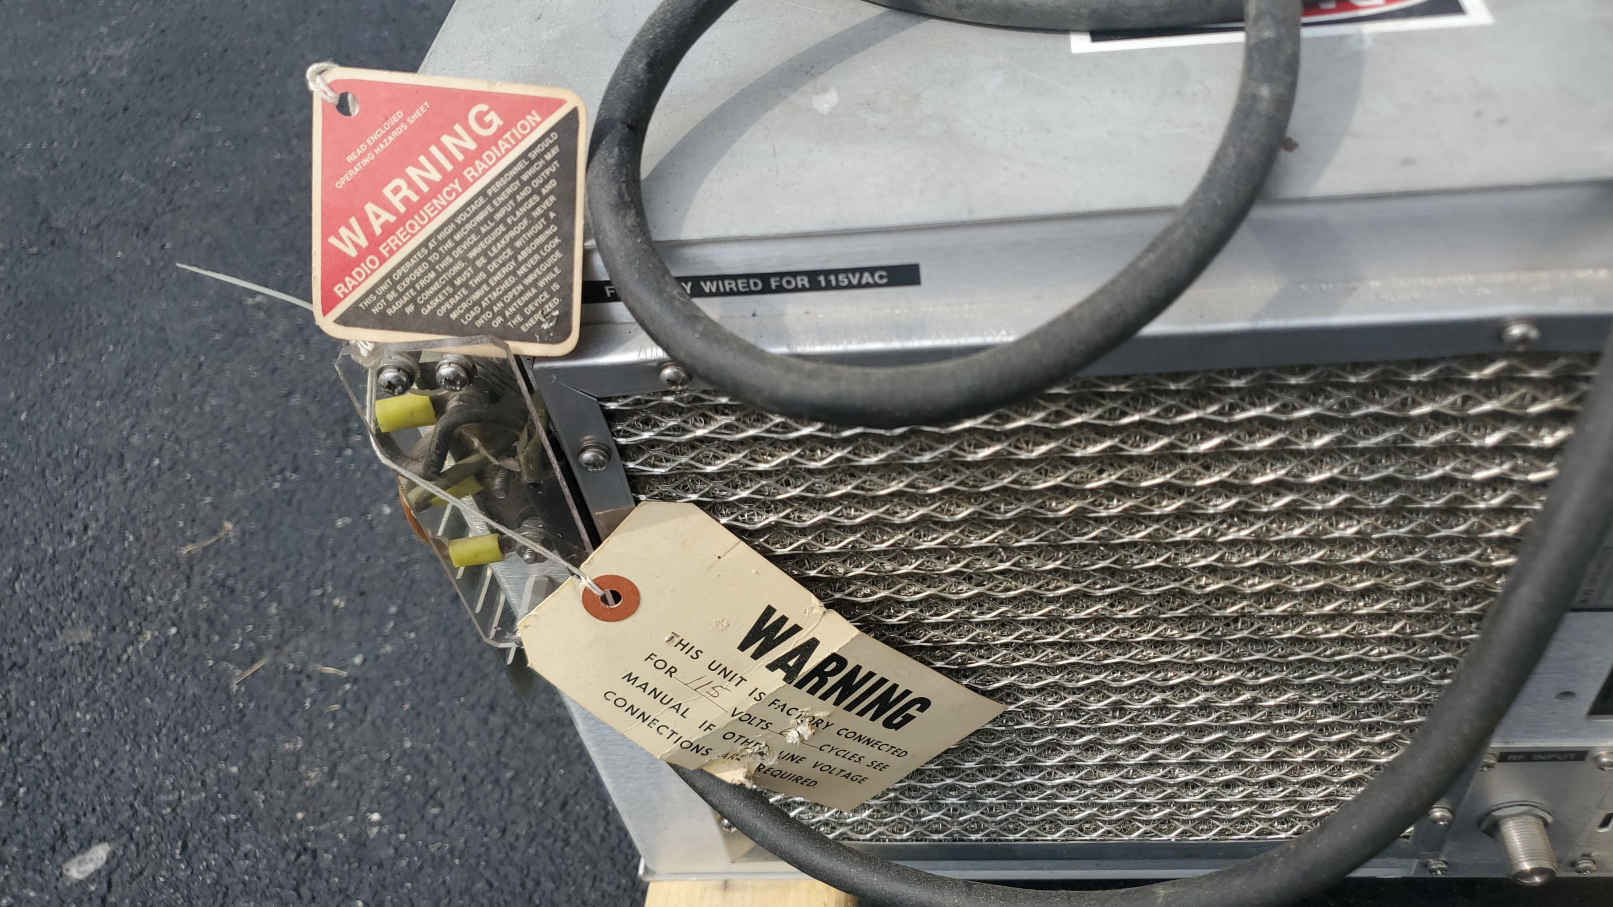 READ ENCLOSED
OPERATING HAZARDS SHEET
WARNING
RADIO FREQUENCY RADIATION
THIS UNIT OPERATES AT HIGH VOLTAGE. PERSONNEL SHOULD
NOT BE EXPOSED TO THE MICROWAVE ENERGY WHICH MAY
RADIATE FROM THIS DEVICE. ALL INPUT AND OUTPUT
RF CONNECTIONS, WAVEGUIDE FLANGES AND
GASKETS MUST BE LEAKPROOF. NEVER
OPERATE THIS DEVICE WITHOUT A
MICROWAVE ENERGY ABSORBING
LOAD ATTACHED. NEVER LOOK
INTO AN OPEN WAVEGUIDE
OR ANTENNA WHILE
THE DEVICE IS
ENERGIZED.
WIRED FOR 115VAC
WARNING
THIS UNIT IS FACTORY CONNECTED
FOR 115 VOLTS CYCLES. SEE
MANUAL IF OTHER LINE VOLTAGE
CONNECTIONS ARE REQUIRED
RF INPUT